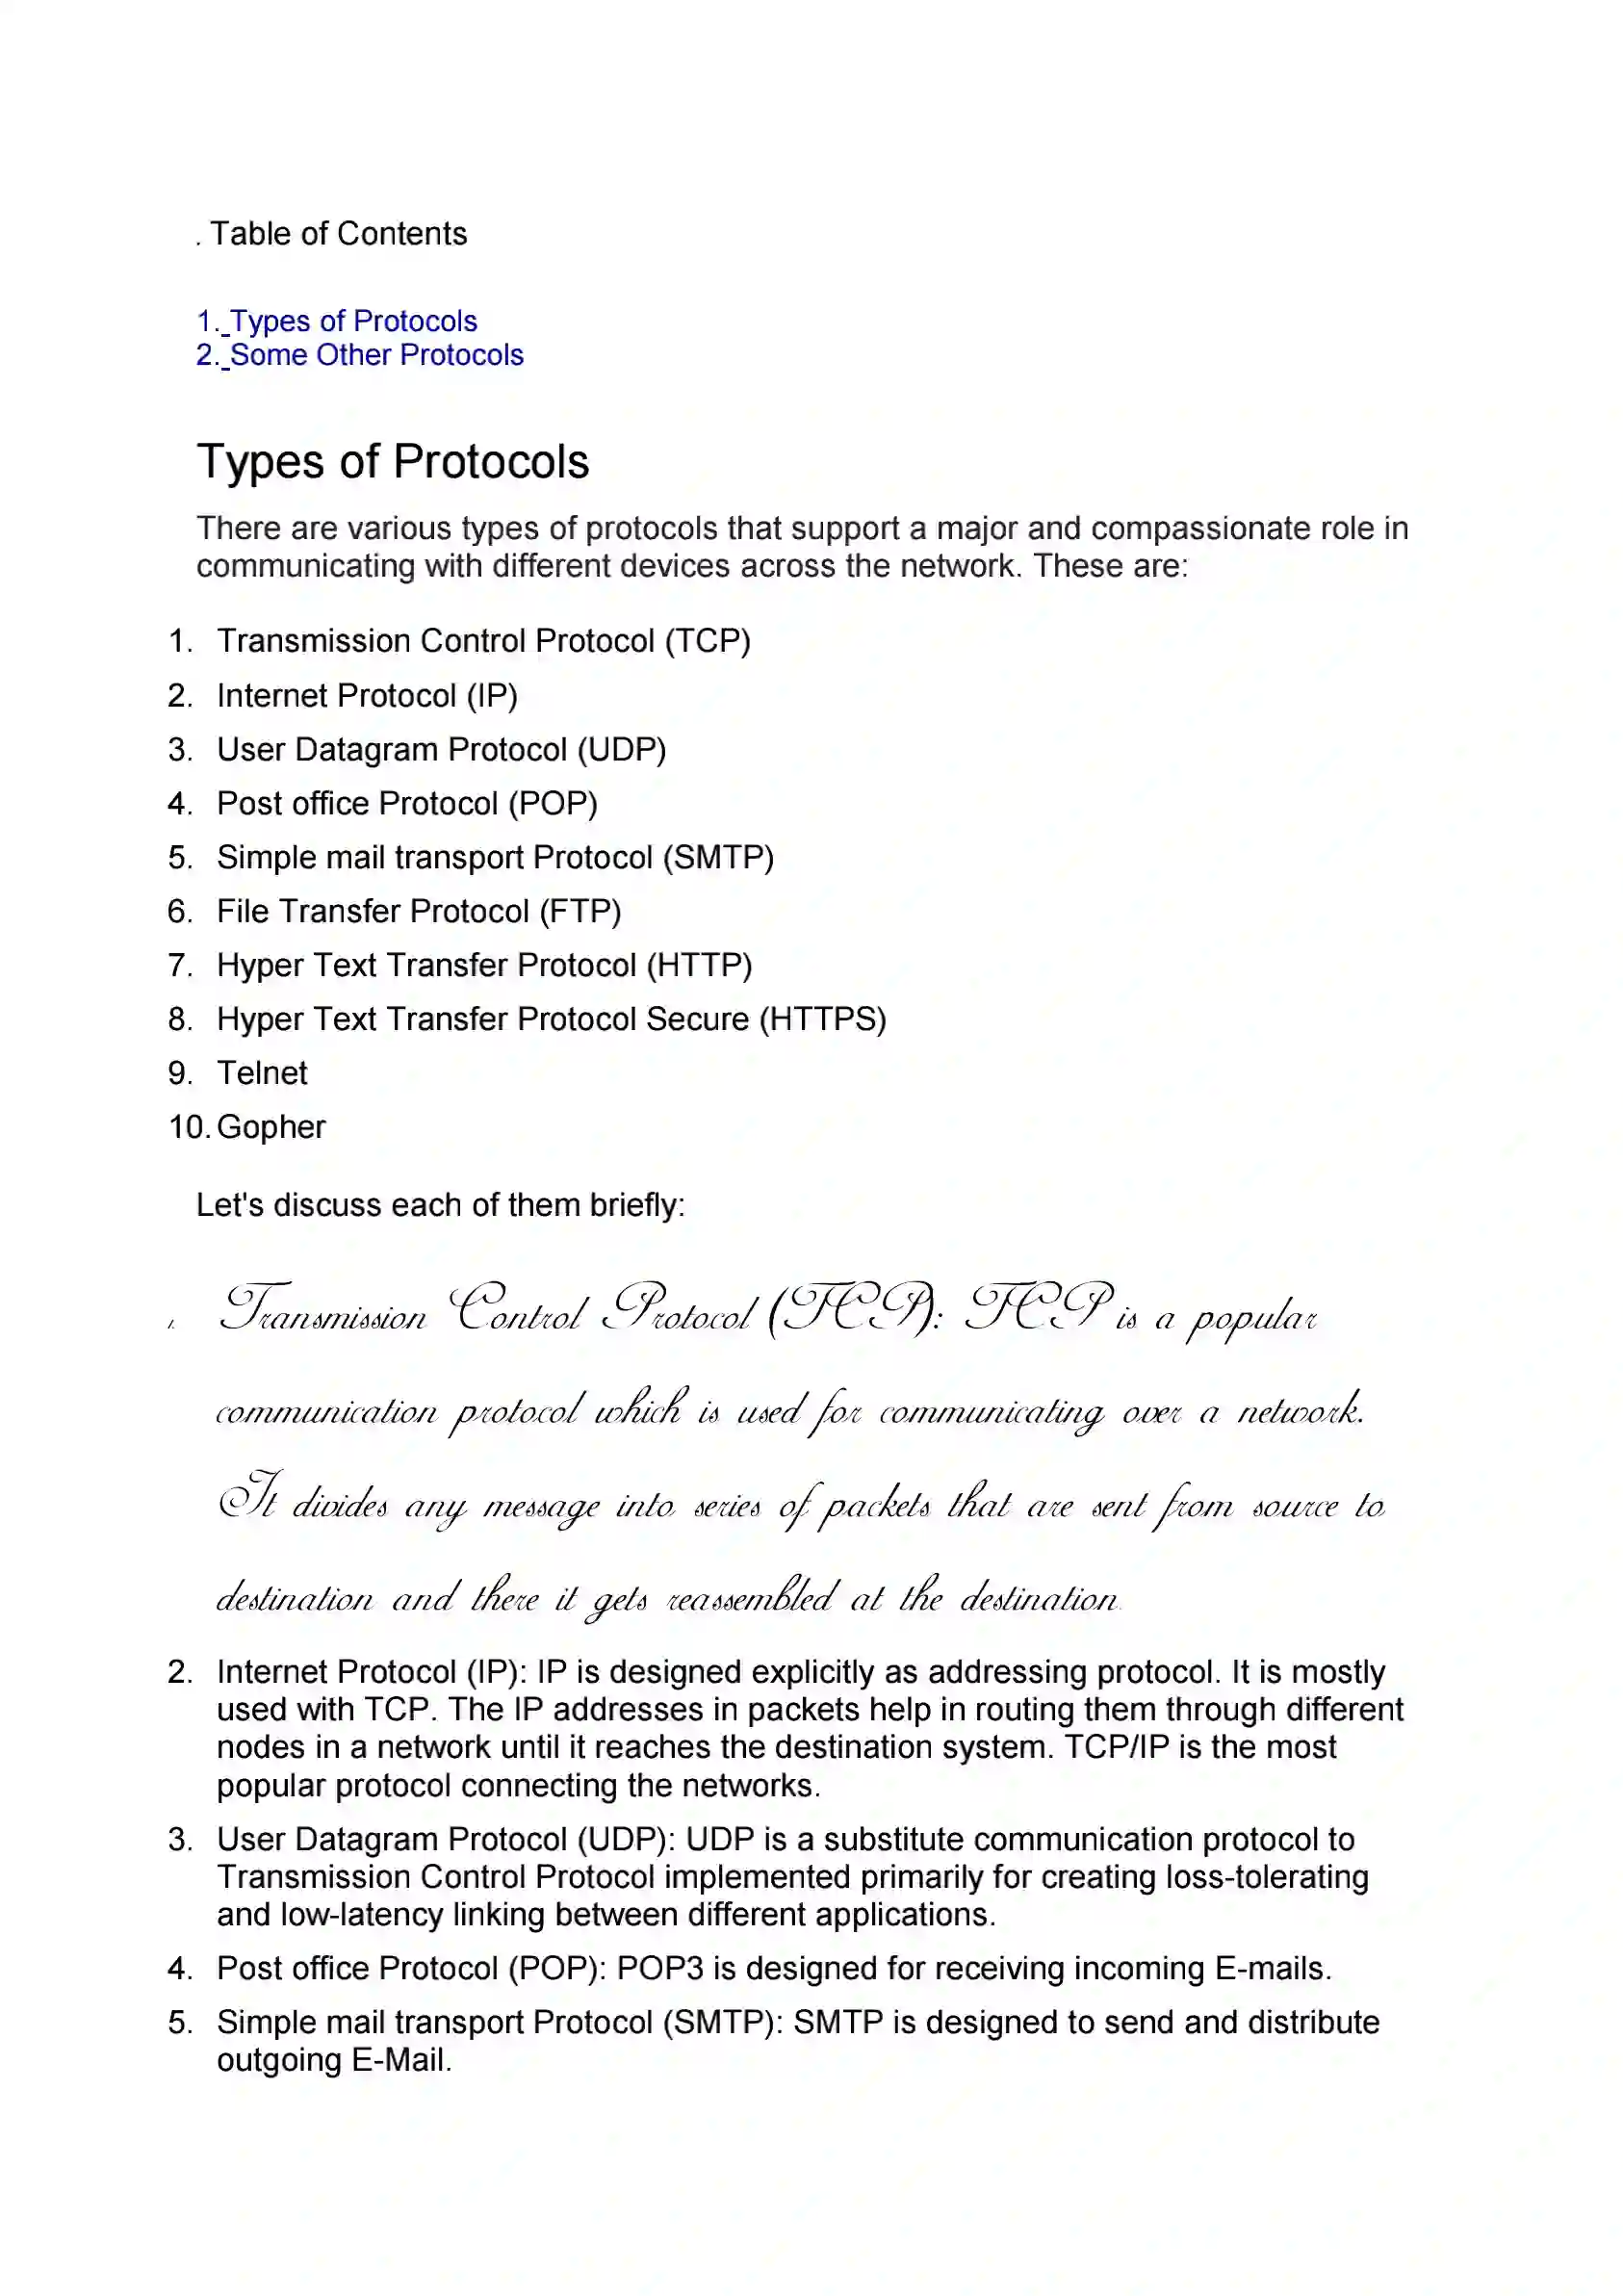 . Table of Contents
1. Types of Protocols
2. Some Other Protocols
Types of Protocols
There are various types of protocols that support a major and compassionate role in
communicating with different devices across the network. These are:
1. Transmission Control Protocol (TCP)
2. Internet Protocol (IP)
3. User Datagram Protocol (UDP)
4. Post office Protocol (POP)
5. Simple mail transport Protocol (SMTP)
6. File Transfer Protocol (FTP)
7. Hyper Text Transfer Protocol (HTTP)
8. Hyper Text Transfer Protocol Secure (HTTPS)
9. Telnet
10. Gopher
Let's discuss each of them briefly:
1. Transmission Control Protocol (TCP): TCP is a popular
communication protocol which is used for communicating over a network.
It divides any message into series of packets that are sent from source to
destination and there it gets reassembled at the destination.
2. Internet Protocol (IP): IP is designed explicitly as addressing protocol. It is mostly
used with TCP. The IP addresses in packets help in routing them through different
nodes in a network until it reaches the destination system. TCP/IP is the most
popular protocol connecting the networks.
3. User Datagram Protocol (UDP): UDP is a substitute communication protocol to
Transmission Control Protocol implemented primarily for creating loss-tolerating
and low-latency linking between different applications.
4. Post office Protocol (POP): POP3 is designed for receiving incoming E-mails.
5. Simple mail transport Protocol (SMTP): SMTP is designed to send and distribute
outgoing E-Mail.